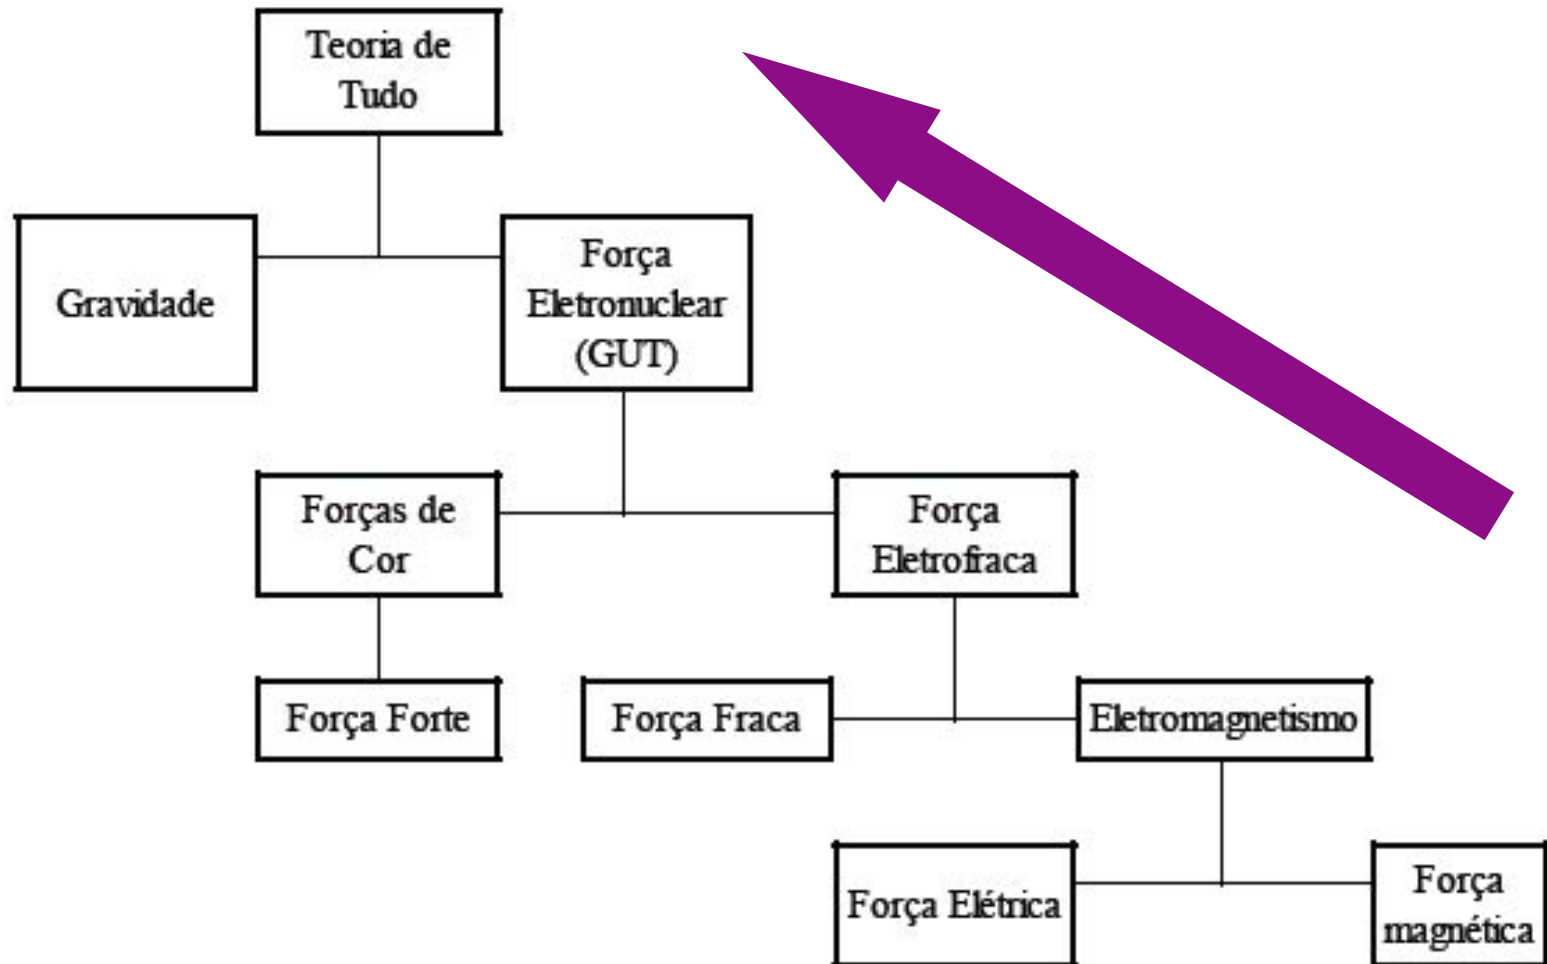 Teoria de
Tudo
Gravidade
Força
Eletronuclear
(GUT)
Forças de
Cor
Força
Eletrofraca
Força Forte
Força Fraca
Eletromagnetismo
Força Elétrica
Força
magnética